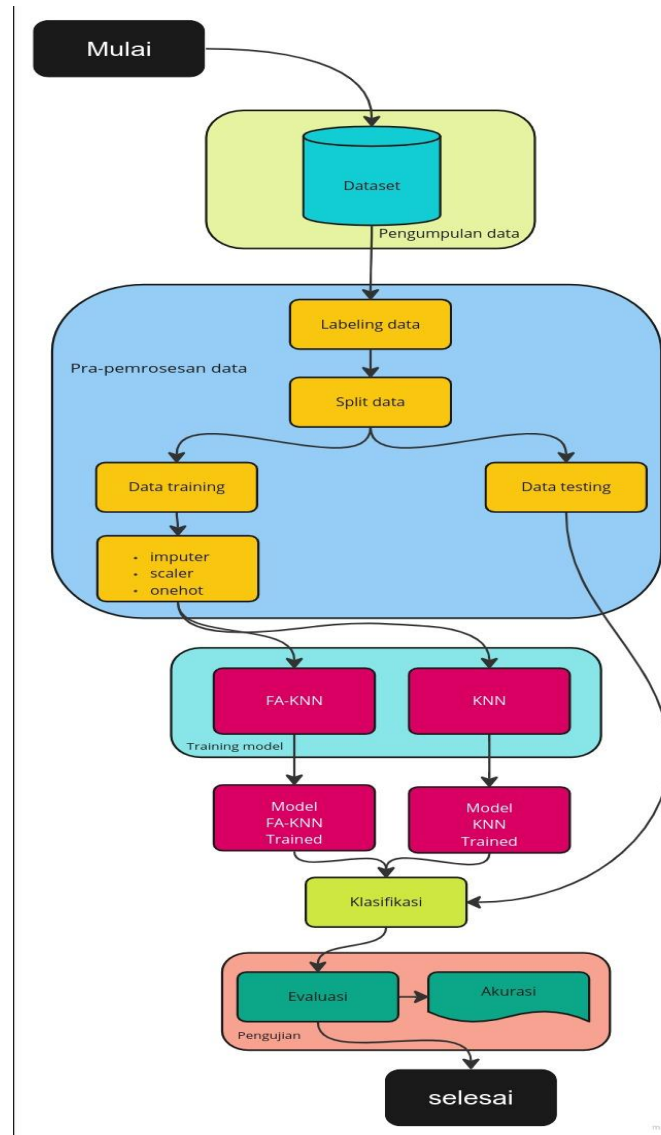 Mulai
Dataset
Pengumpulan data
Labeling data
Pra-pemrosesan data
Split data
Data training
Data testing
• imputer
• scaler
• onehot
FA-KNN
KNN
Training model
Model
FA-KNN
Trained
Model
KNN
Trained
Klasifikasi
Evaluasi
Akurasi
Pengujian
selesai